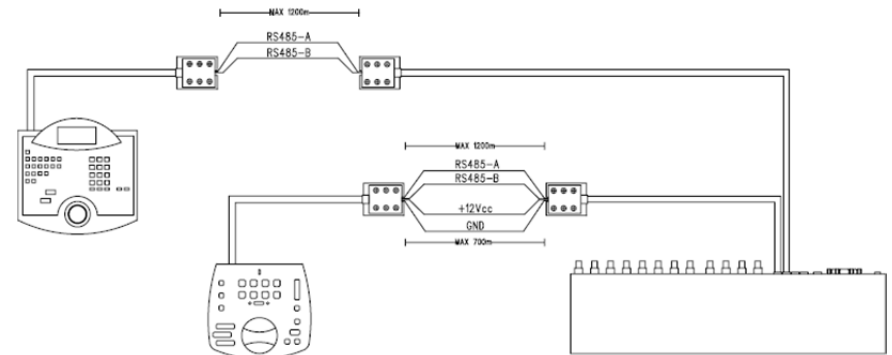 MAX 1200m
RS485-A
RS485-B
MAX 1200m
RS485-A
RS485-B
+12Vcc
GND
MAX 700m